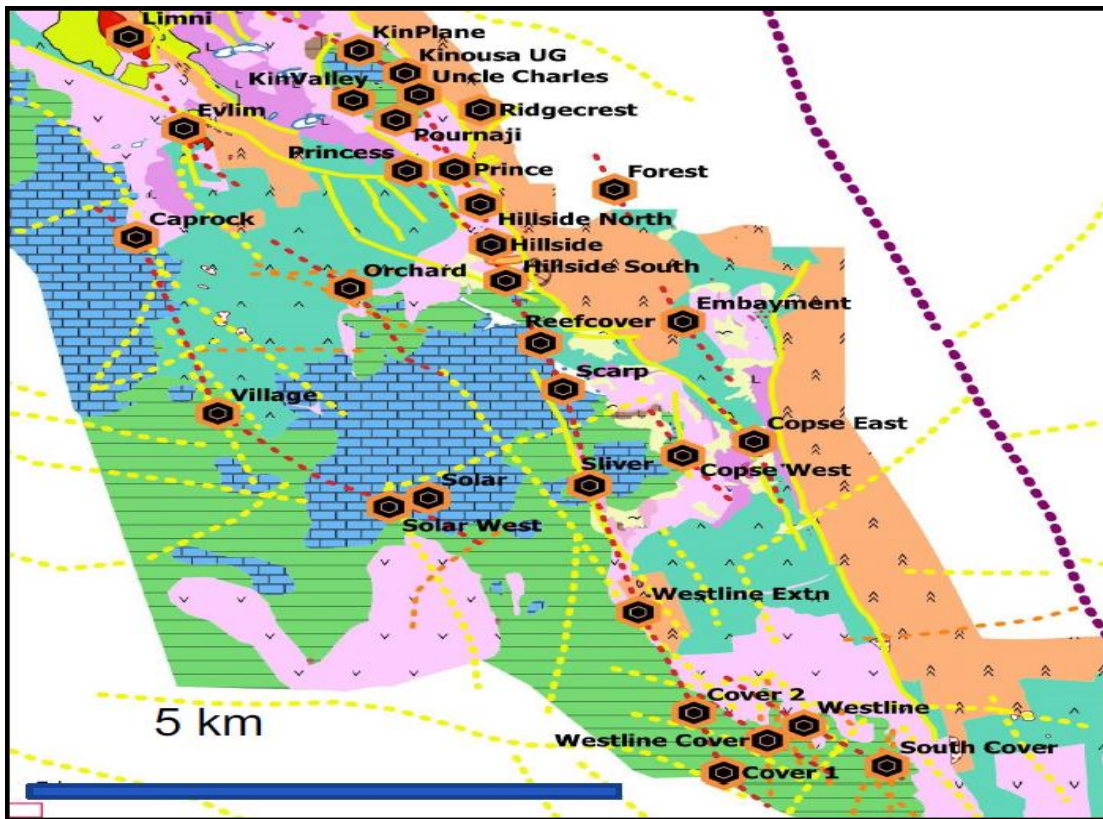 Limni
KinPlane
Kinousa UG
Uncle Charles
KinValley
Evlim
Ridgecrest
Pournaji
Princess
Prince
Forest
Caprock
Hillside North
Hillside
Orchard
Hillside South
Embayment
Reefcover
Scarp
Village
Copse East
Sliver
Copse West
Solar
Solar West
Westline Extn
Cover 2
Westline
5 km
Westline Cover
South Cover
Cover 1